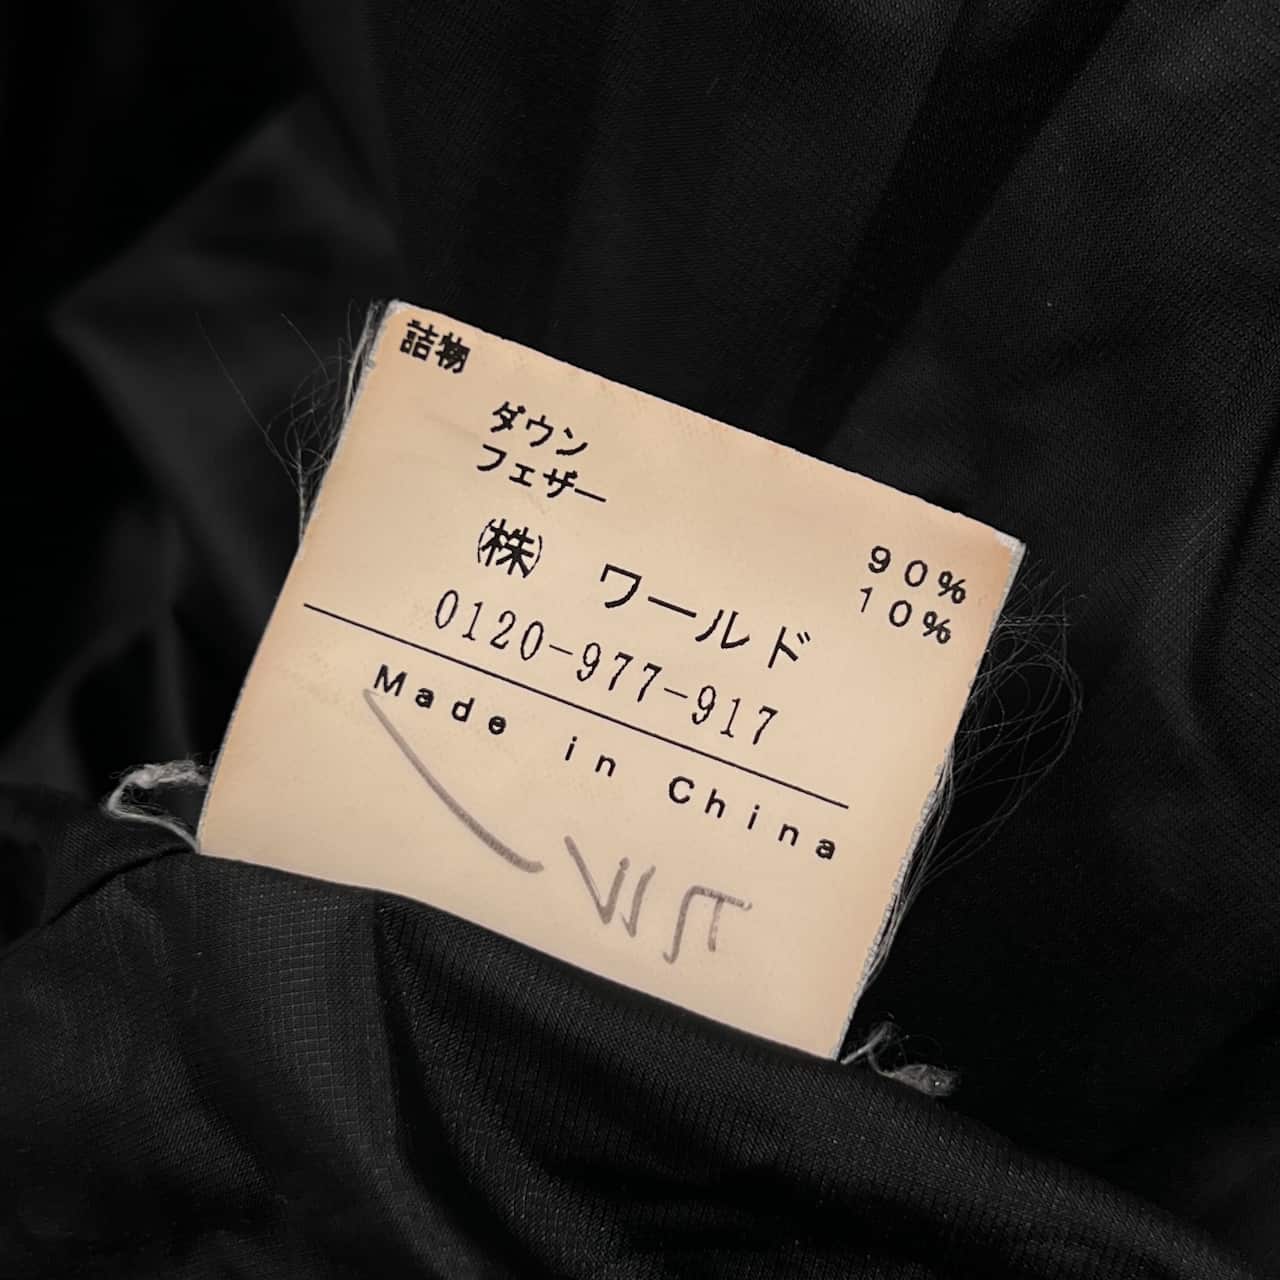 詰物
ダウン 90%
フェザー 10%
㈱ ワールド
0120-977-917
Made in China